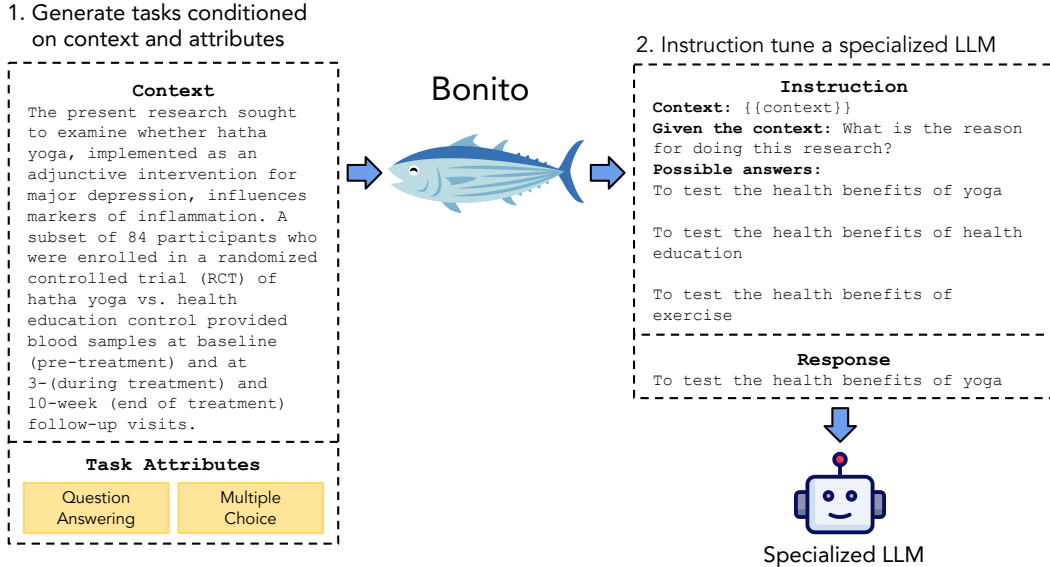 1. Generate tasks conditioned
on context and attributes
Context
The present research sought
to examine whether hatha
yoga, implemented as an
adjunctive intervention for
major depression, influences
markers of inflammation. A
subset of 84 participants who
were enrolled in a randomized
controlled trial (RCT) of
hatha yoga vs. health
education control provided
blood samples at baseline
(pre-treatment) and at
3-(during treatment) and
10-week (end of treatment)
follow-up visits.
Task Attributes
Question
Answering
Multiple
Choice
Bonito
2. Instruction tune a specialized LLM
Instruction
Context: {{context}}
Given the context: What is the reason
for doing this research?
Possible answers:
To test the health benefits of yoga
To test the health benefits of health
education
To test the health benefits of
exercise
Response
To test the health benefits of yoga
Specialized LLM